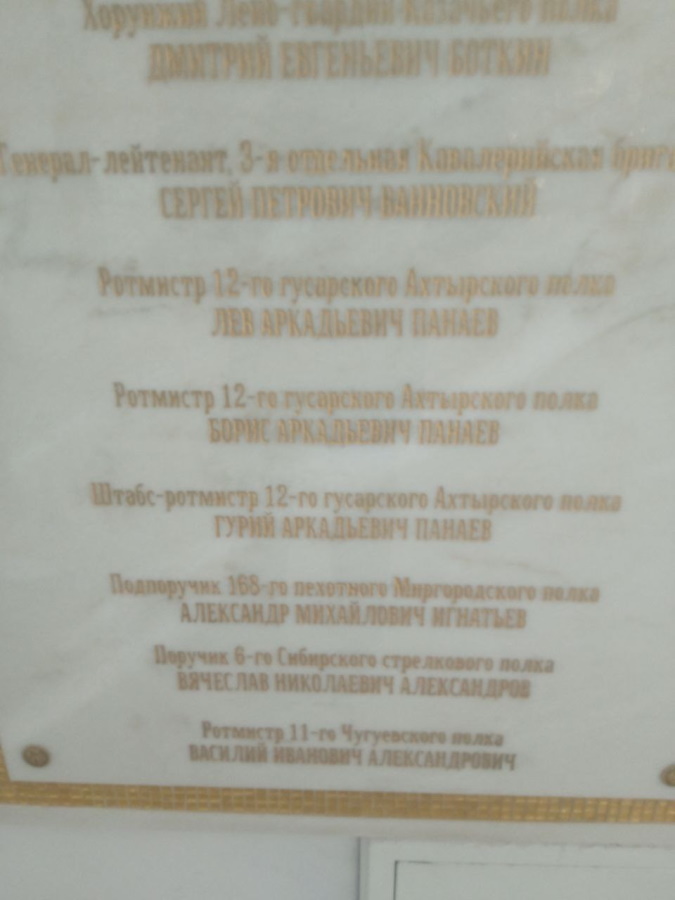 Хорунжий Лейб-гвардии Казачьего полка
ДМИТРИЙ ЕВГЕНЬЕВИЧ БОТКИН
Генерал-лейтенант, 3-я отдельная Кавалерийская бриг
СЕРГЕЙ ПЕТРОВИЧ ВАННОВСКИЙ
Ротмистр 12-го гусарского Ахтырского полка
ЛЕВ АРКАДЬЕВИЧ ПАНАЕВ
Ротмистр 12-го гусарского Ахтырского полка
БОРИС АРКАДЬЕВИЧ ПАНАЕВ
Штабс-ротмистр 12-го гусарского Ахтырского полка
ГУРИЙ АРКАДЬЕВИЧ ПАНАЕВ
Подпоручик 168-го пехотного Миргородского полка
АЛЕКСАНДР МИХАЙЛОВИЧ ИГНАТЬЕВ
Поручик 6-го Сибирского стрелкового полка
ВЯЧЕСЛАВ НИКОЛАЕВИЧ АЛЕКСАНДРОВ
Ротмистр 11-го Чугуевского полка
ВАСИЛИЙ ИВАНОВИЧ АЛЕКСАНДРОВИЧ